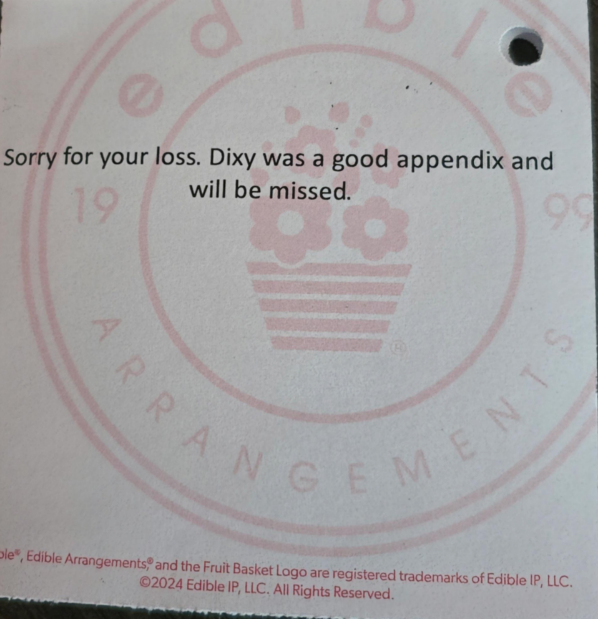 edible
Sorry for your loss. Dixy was a good appendix and
will be missed.
19 99
®
ARRANGEMENTS
Edible Arrangements,® and the Fruit Basket Logo are registered trademarks of Edible IP, LLC.
©2024 Edible IP, LLC. All Rights Reserved.